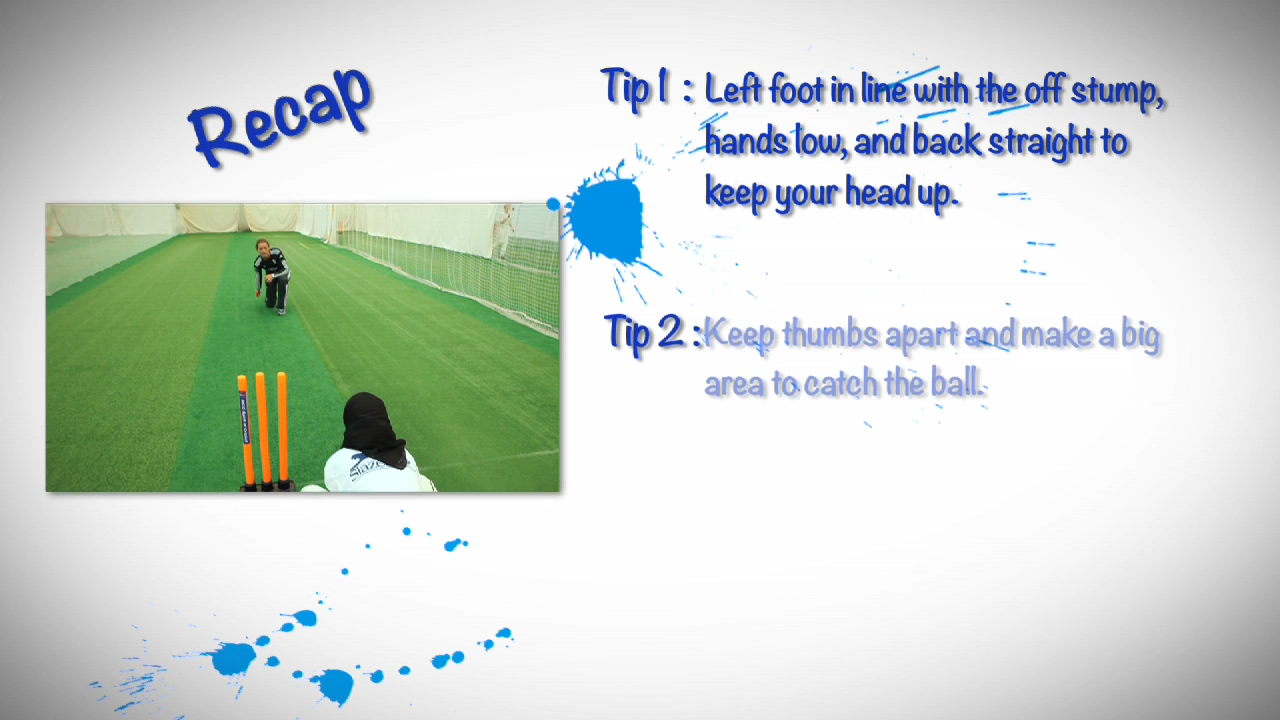 Recap
Tip 1 : Left foot in line with the off stump,
hands low, and back straight to
keep your head up.
Tip 2 : Keep thumbs apart and make a big
area to catch the ball.